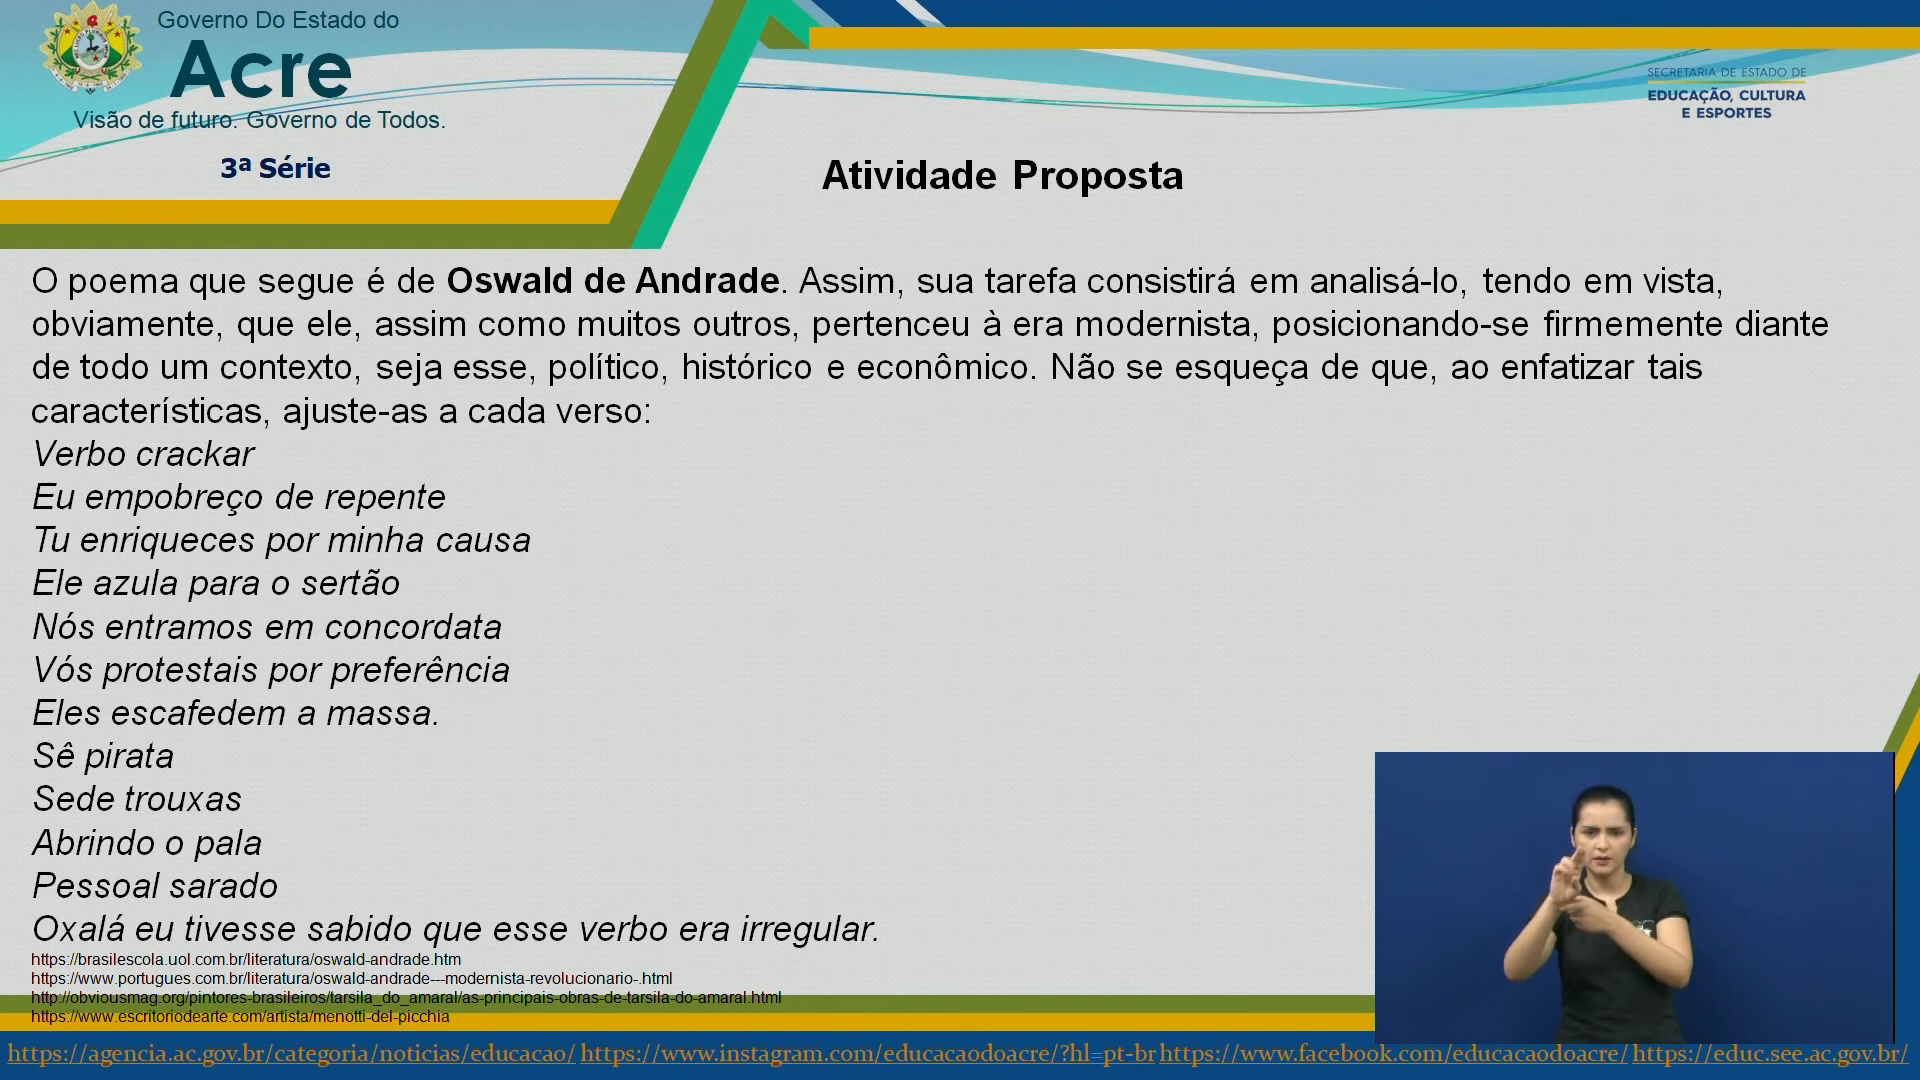 Governo Do Estado do
Acre
Visão de futuro. Governo de Todos.
SECRETARIA DE ESTADO DE
EDUCAÇÃO, CULTURA
E ESPORTES
3ª Série
Atividade Proposta
O poema que segue é de Oswald de Andrade. Assim, sua tarefa consistirá em analisá-lo, tendo em vista,
obviamente, que ele, assim como muitos outros, pertenceu à era modernista, posicionando-se firmemente diante
de todo um contexto, seja esse, político, histórico e econômico. Não se esqueça de que, ao enfatizar tais
características, ajuste-as a cada verso:
Verbo crackar
Eu empobreço de repente
Tu enriqueces por minha causa
Ele azula para o sertão
Nós entramos em concordata
Vós protestais por preferência
Eles escafedem a massa.
Sê pirata
Sede trouxas
Abrindo o pala
Pessoal sarado
Oxalá eu tivesse sabido que esse verbo era irregular.
https://brasilescola.uol.com.br/literatura/oswald-andrade.htm
https://www.portugues.com.br/literatura/oswald-andrade---modernista-revolucionario-.html
http://obviousmag.org/pintores-brasileiros/tarsila_do_amaral/as-principais-obras-de-tarsila-do-amaral.html
https://www.escritoriodearte.com/artista/menotti-del-picchia
https://agencia.ac.gov.br/categoria/noticias/educacao/ https://www.instagram.com/educacaodoacre/?hl=pt-br https://www.facebook.com/educacaodoacre/ https://educ.see.ac.gov.br/